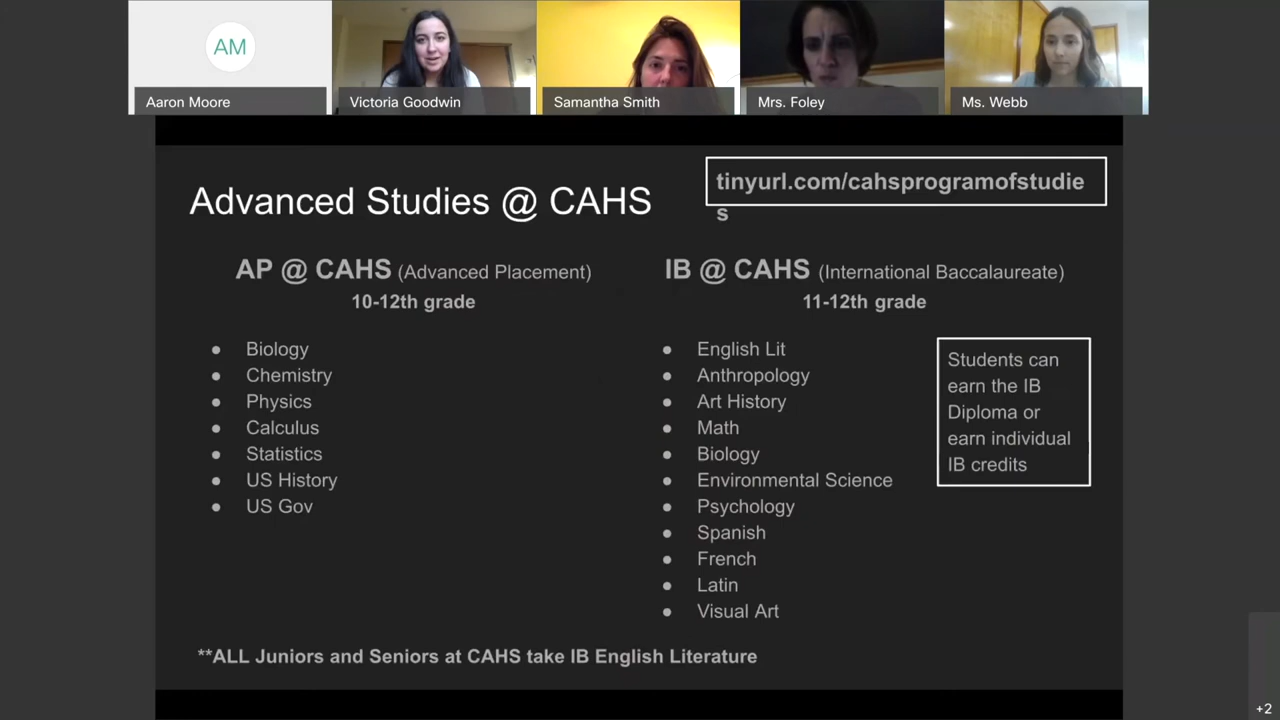 AM
Aaron Moore
Victoria Goodwin
Samantha Smith
Mrs. Foley
Ms. Webb
tinyurl.com/cahsprogramofstudie
s
Advanced Studies @ CAHS
AP @ CAHS (Advanced Placement)
10-12th grade
● Biology
● Chemistry
● Physics
● Calculus
● Statistics
● US History
● US Gov
IB @ CAHS (International Baccalaureate)
11-12th grade
● English Lit
● Anthropology
● Art History
● Math
● Biology
● Environmental Science
● Psychology
● Spanish
● French
● Latin
● Visual Art
Students can
earn the IB
Diploma or
earn individual
IB credits
**ALL Juniors and Seniors at CAHS take IB English Literature
+2